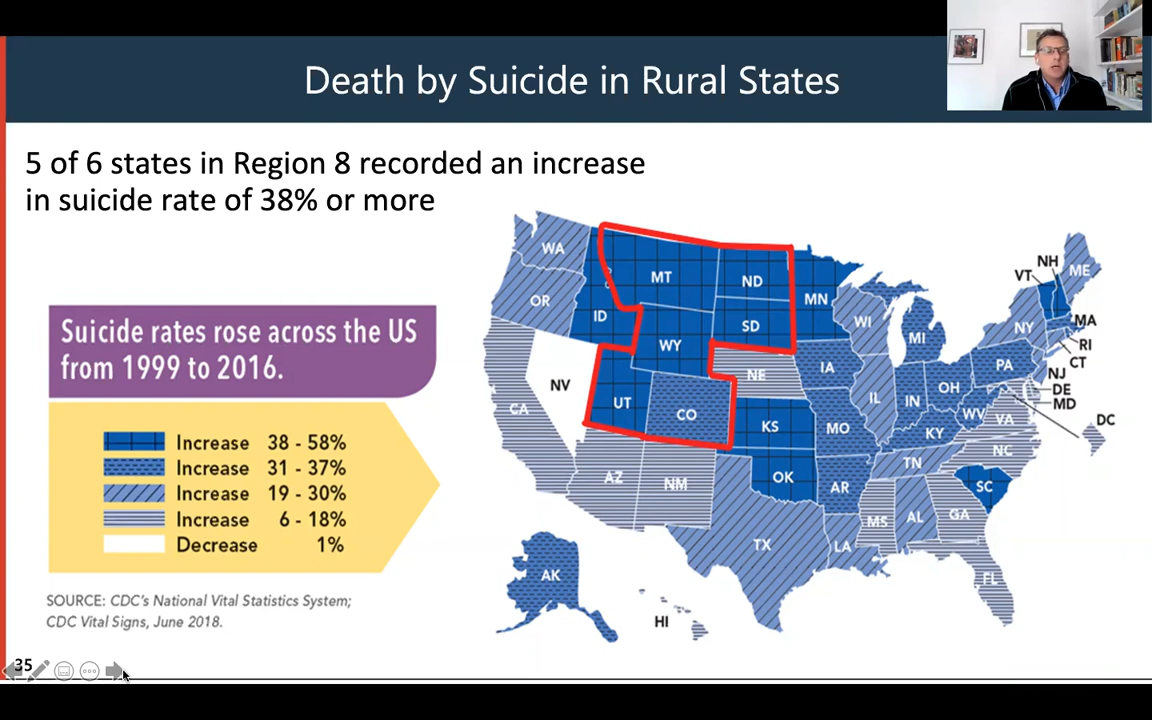 Death by Suicide in Rural States
5 of 6 states in Region 8 recorded an increase
in suicide rate of 38% or more
Suicide rates rose across the US
from 1999 to 2016.
Increase 38 - 58%
Increase 31 - 37%
Increase 19 - 30%
Increase 6 - 18%
Decrease 1%
SOURCE: CDC's National Vital Statistics System;
CDC Vital Signs, June 2018.
WA
OR
CA
NV
ID
MT
WY
UT
CO
AZ
NM
ND
SD
NE
KS
OK
TX
MN
IA
MO
AR
LA
WI
IL
MI
IN
OH
KY
TN
MS
AL
GA
FL
SC
NC
VA
WV
PA
NY
VT
NH
ME
MA
RI
CT
NJ
DE
MD
DC
AK
HI
35